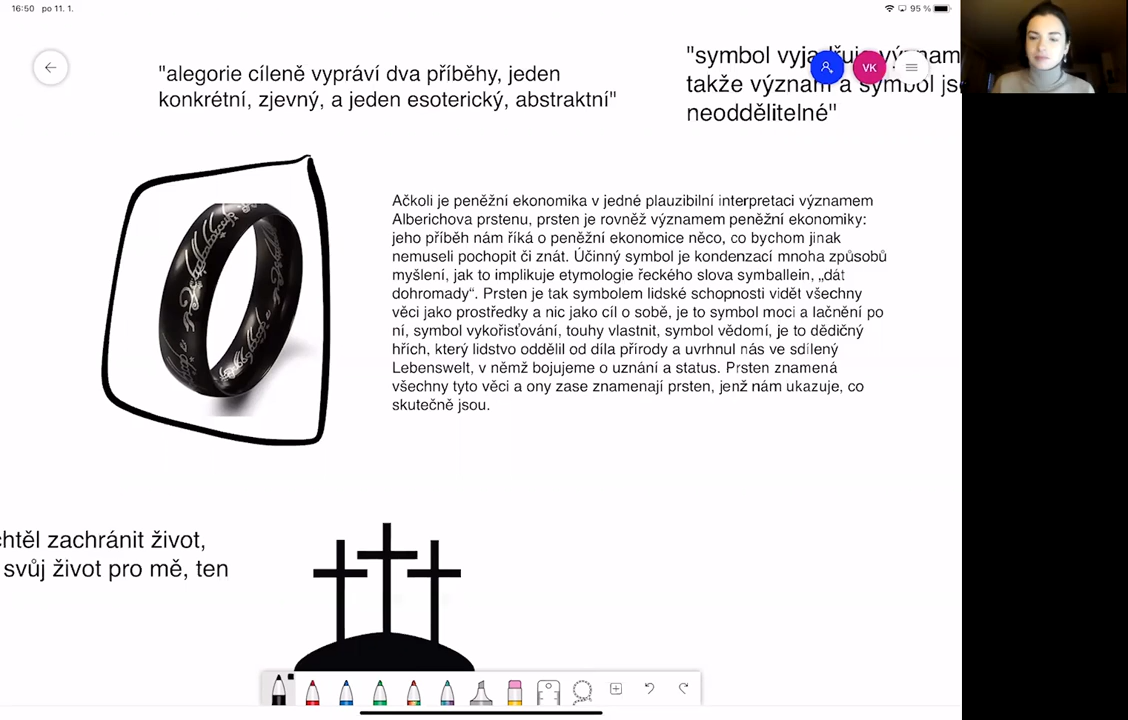 16:50 po 11. 1.
95 %
"alegorie cíleně vypráví dva příběhy, jeden
konkrétní, zjevný, a jeden esoterický, abstraktní"
"symbol vyjadřuje význam
takže význam a symbol
neoddělitelné"
VK
Ačkoli je peněžní ekonomika v jedné plauzibilní interpretaci významem
Alberichova prstenu, prsten je rovněž významem peněžní ekonomiky:
jeho příběh nám říká o peněžní ekonomice něco, co bychom jinak
nemuseli pochopit či znát. Účinný symbol je kondenzací mnoha způsobů
myšlení, jak to implikuje etymologie řeckého slova symballein, „dát
dohromady“. Prsten je tak symbolem lidské schopnosti vidět všechny
věci jako prostředky a nic jako cíl o sobě, je to symbol moci a lačnění po
ní, symbol vykořisťování, touhy vlastnit, symbol vědomí, je to dědičný
hřích, který lidstvo oddělil od díla přírody a uvrhnul nás ve sdílený
Lebenswelt, v němž bojujeme o uznání a status. Prsten znamená
všechny tyto věci a ony zase znamenají prsten, jenž nám ukazuje, co
skutečně jsou.
chtěl zachránit život,
svůj život pro mě, ten